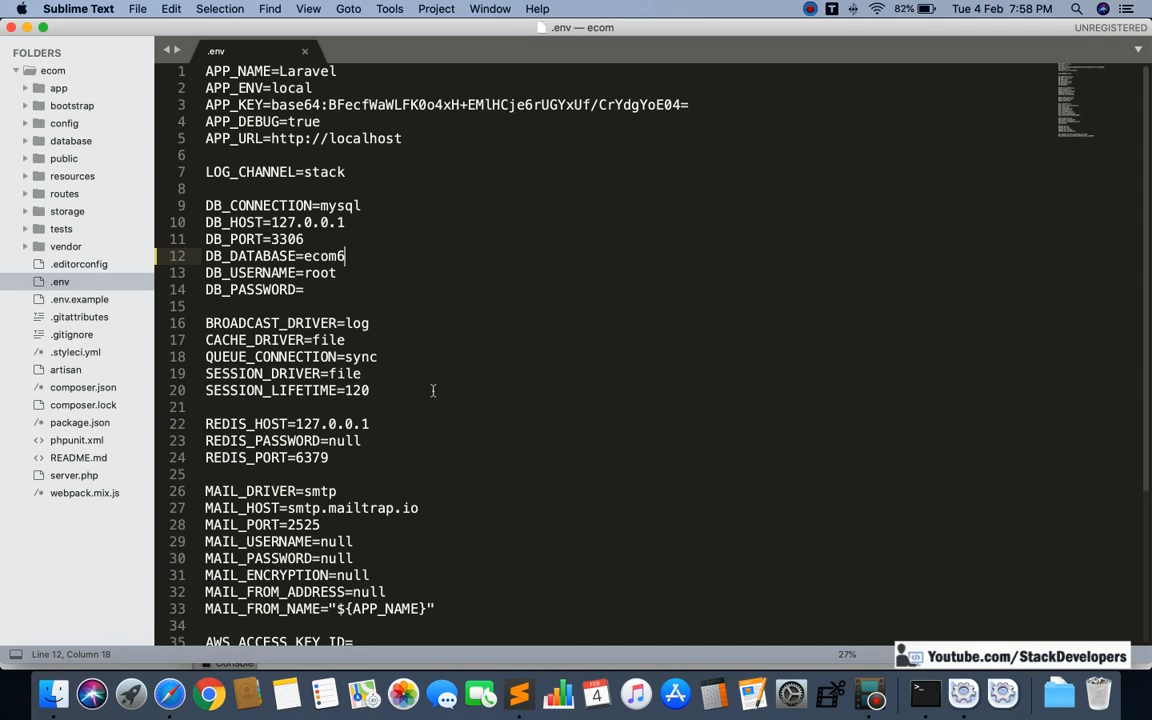 Sublime Text File Edit Selection Find View Goto Tools Project Window Help
82% Tue 4 Feb 7:58 PM
.env — ecom
UNREGISTERED
FOLDERS
ecom
app
bootstrap
config
database
public
resources
routes
storage
tests
vendor
.editorconfig
.env
.env.example
.gitattributes
.gitignore
.styleci.yml
artisan
composer.json
composer.lock
package.json
phpunit.xml
README.md
server.php
webpack.mix.js
.env
1 APP_NAME=Laravel
2 APP_ENV=local
3 APP_KEY=base64:BFecfWaWLFK0o4xH+EMlHCje6rUGYxUf/CrYdgYoE04=
4 APP_DEBUG=true
5 APP_URL=http://localhost
6
7 LOG_CHANNEL=stack
8
9 DB_CONNECTION=mysql
10 DB_HOST=127.0.0.1
11 DB_PORT=3306
12 DB_DATABASE=ecom6
13 DB_USERNAME=root
14 DB_PASSWORD=
15
16 BROADCAST_DRIVER=log
17 CACHE_DRIVER=file
18 QUEUE_CONNECTION=sync
19 SESSION_DRIVER=file
20 SESSION_LIFETIME=120
21
22 REDIS_HOST=127.0.0.1
23 REDIS_PASSWORD=null
24 REDIS_PORT=6379
25
26 MAIL_DRIVER=smtp
27 MAIL_HOST=smtp.mailtrap.io
28 MAIL_PORT=2525
29 MAIL_USERNAME=null
30 MAIL_PASSWORD=null
31 MAIL_ENCRYPTION=null
32 MAIL_FROM_ADDRESS=null
33 MAIL_FROM_NAME="${APP_NAME}"
34
35 AWS_ACCESS_KEY_ID=
Line 12, Column 18
27%
Youtube.com/StackDevelopers
Console